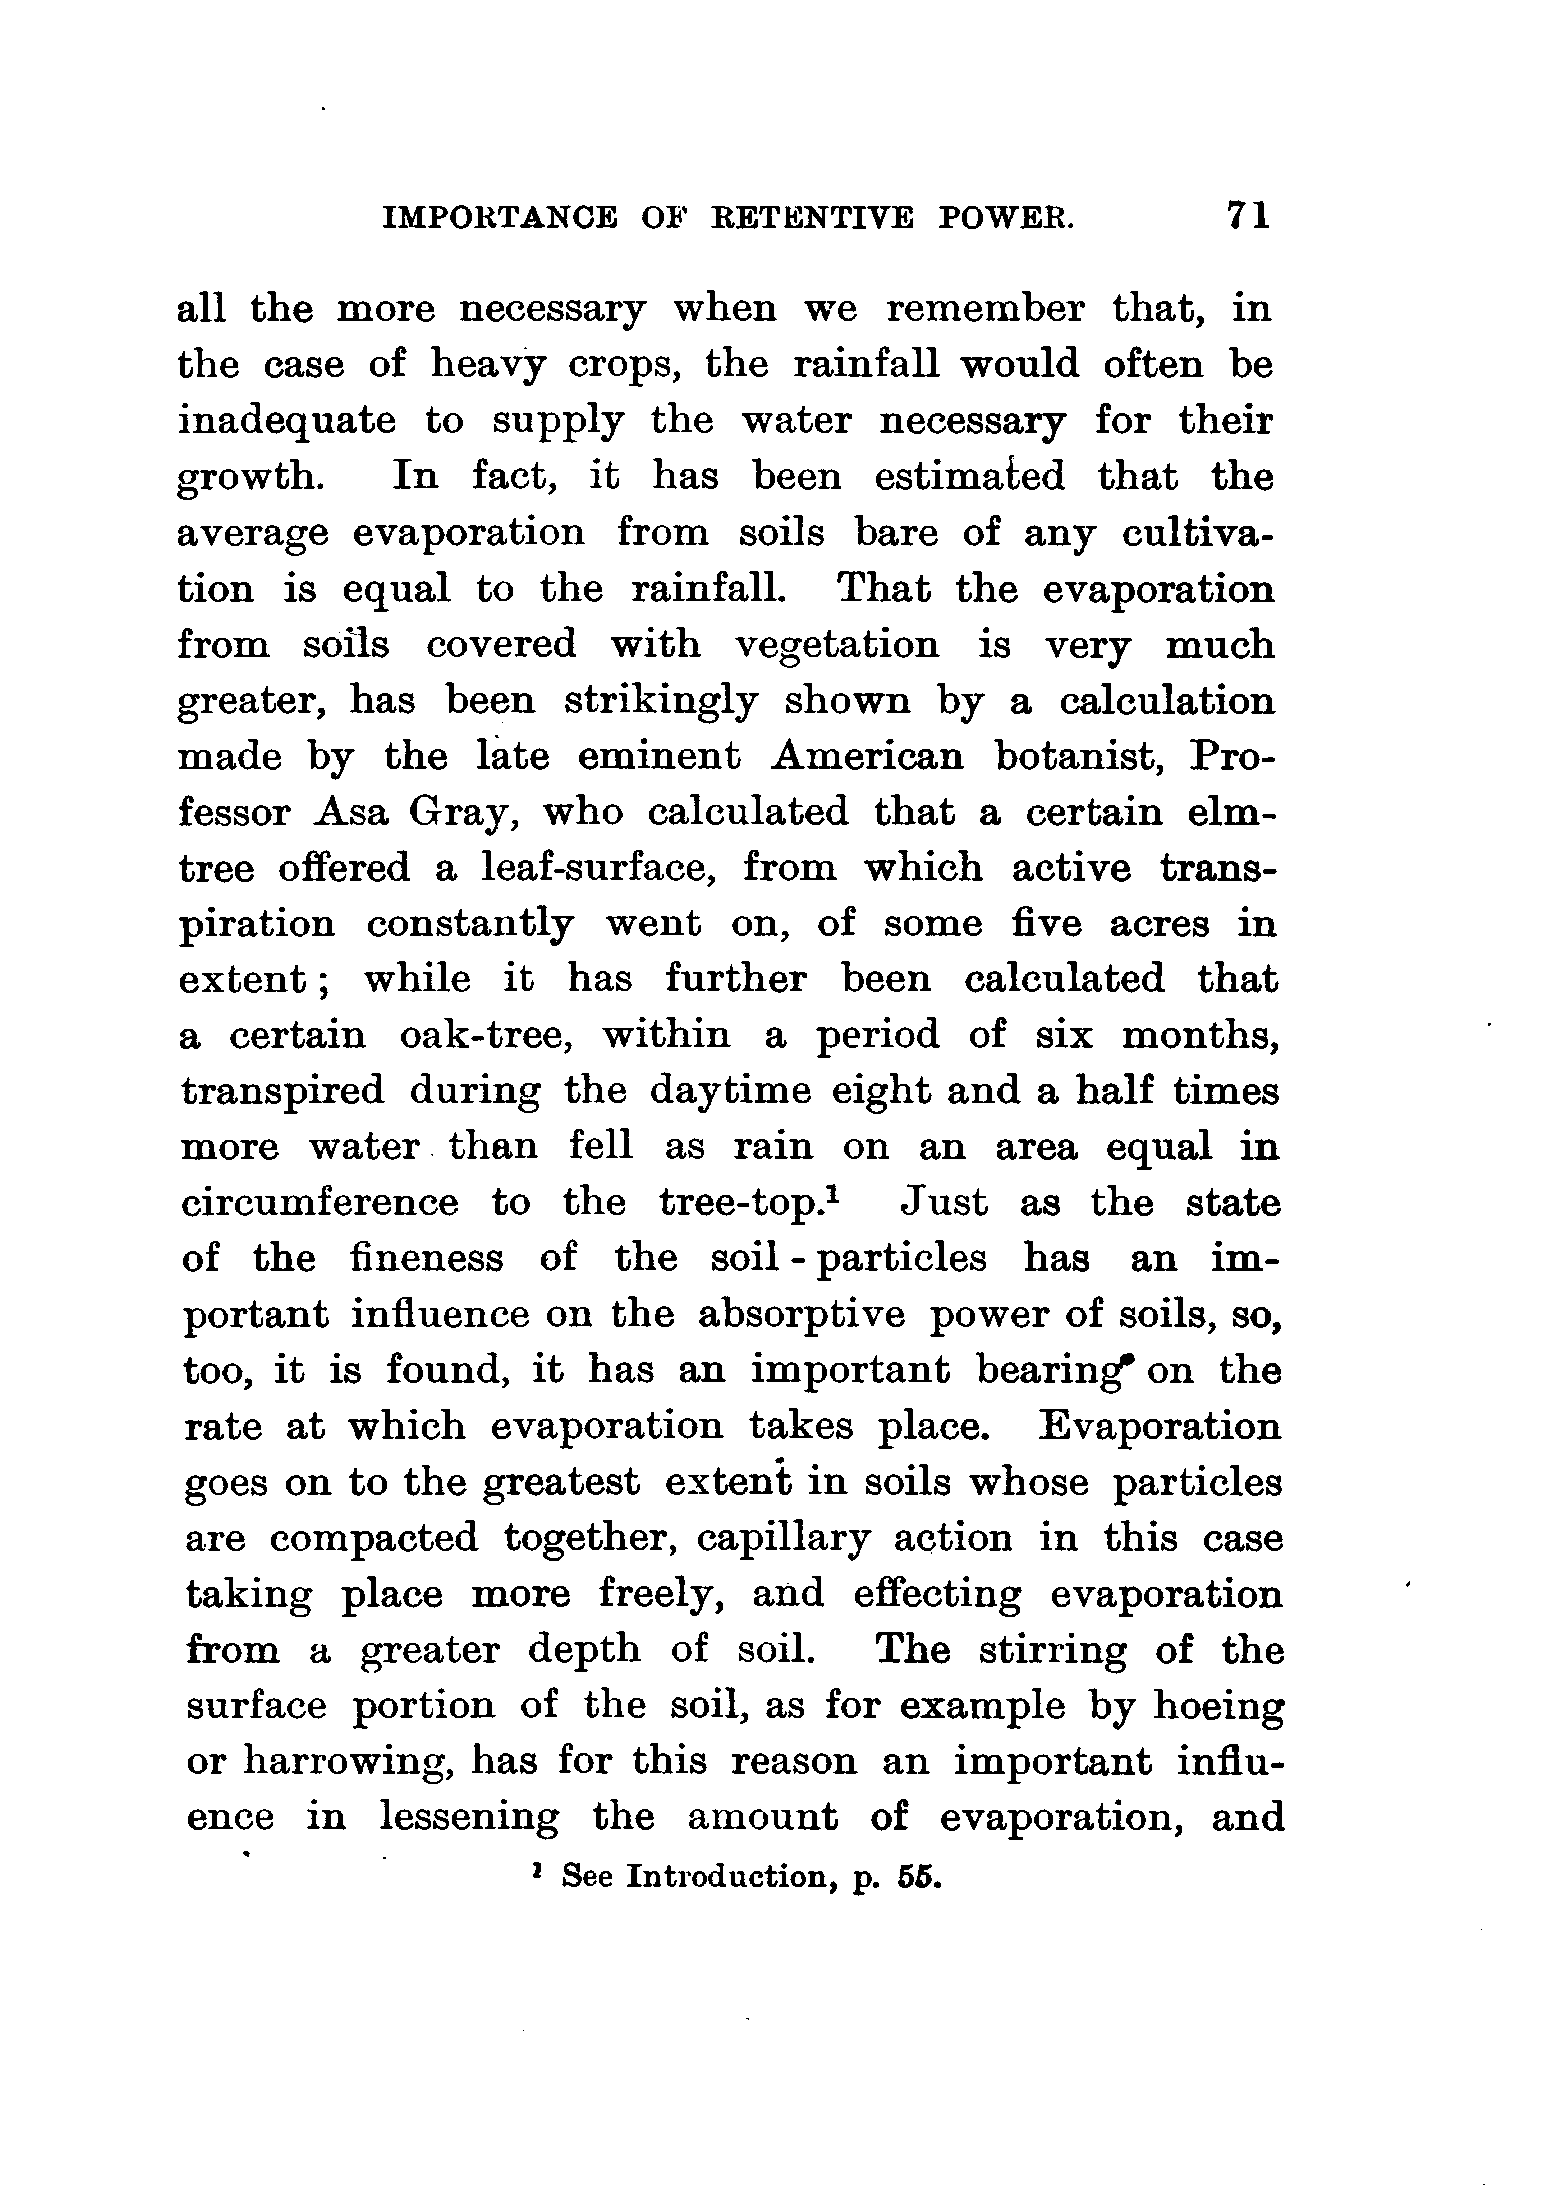 IMPORTANCE OF RETENTIVE POWER. 71
all the more necessary when we remember that, in
the case of heavy crops, the rainfall would often be
inadequate to supply the water necessary for their
growth. In fact, it has been estimated that the
average evaporation from soils bare of any cultiva-
tion is equal to the rainfall. That the evaporation
from soils covered with vegetation is very much
greater, has been strikingly shown by a calculation
made by the late eminent American botanist, Pro-
fessor Asa Gray, who calculated that a certain elm-
tree offered a leaf-surface, from which active trans-
piration constantly went on, of some five acres in
extent; while it has further been calculated that
a certain oak-tree, within a period of six months,
transpired during the daytime eight and a half times
more water than fell as rain on an area equal in
circumference to the tree-top.¹ Just as the state
of the fineness of the soil-particles has an im-
portant influence on the absorptive power of soils, so,
too, it is found, it has an important bearing on the
rate at which evaporation takes place. Evaporation
goes on to the greatest extent in soils whose particles
are compacted together, capillary action in this case
taking place more freely, and effecting evaporation
from a greater depth of soil. The stirring of the
surface portion of the soil, as for example by hoeing
or harrowing, has for this reason an important influ-
ence in lessening the amount of evaporation, and
¹ See Introduction, p. 55.